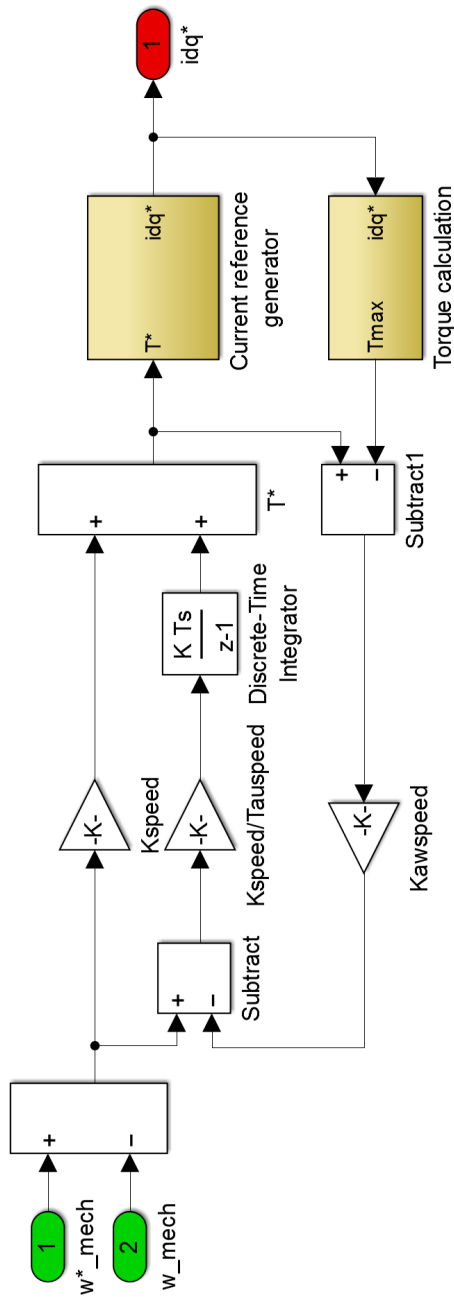 1
w*_mech
2
w_mech
+
−
-K-
Kspeed
+
−
Subtract
-K-
Kspeed/Tauspeed
K Ts
z-1
Discrete-Time
Integrator
+
+
T*
T*
idq*
Current reference
generator
1
idq*
Tmax
idq*
Torque calculation
+
−
Subtract1
-K-
Kawspeed